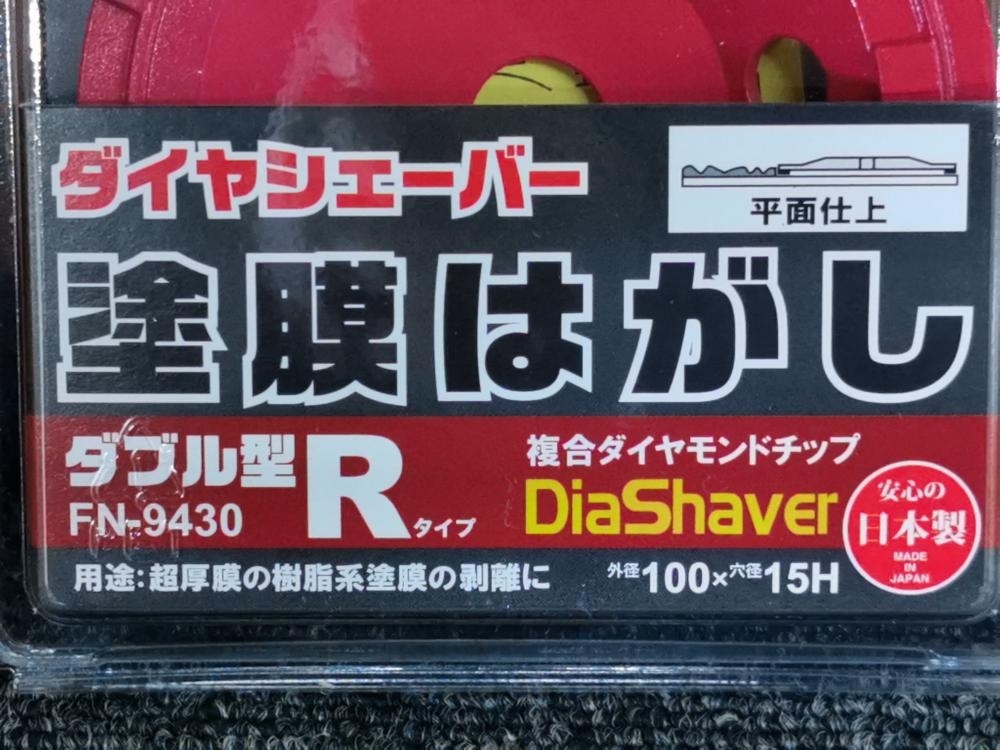 ダイヤシェーバー
平面仕上
塗膜はがし
ダブル型
FN-9430
Rタイプ
複合ダイヤモンドチップ
DiaShaver
安心の
日本製
MADE
IN
JAPAN
用途:超厚膜の樹脂系塗膜の剥離に
外径100×穴径15H